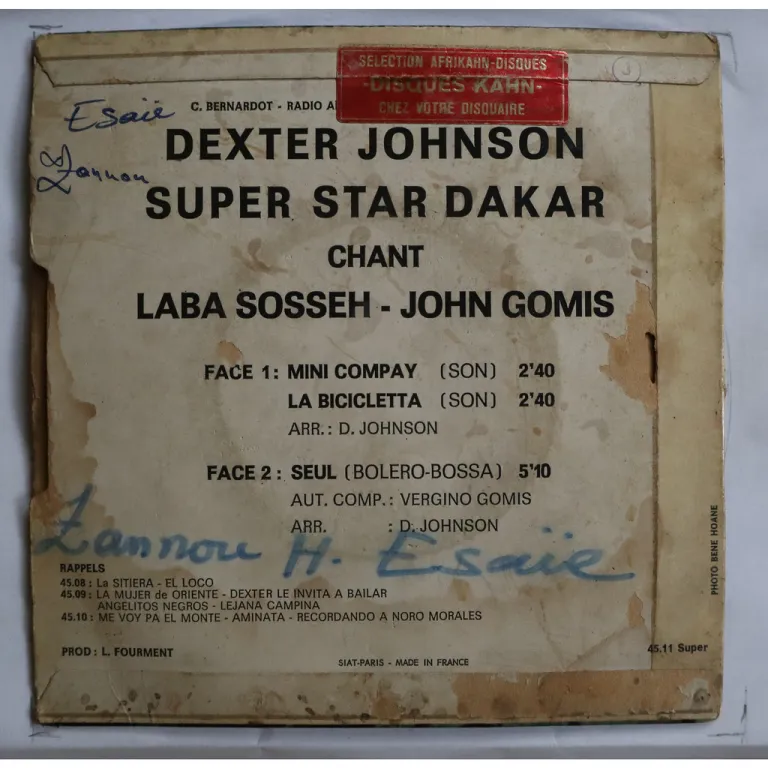 SELECTION AFRIKAHN-DISQUES
-DISQUES KAHN-
CHEZ VOTRE DISQUAIRE
J
Esaïe
Zannou
C. BERNARDOT - RADIO
DEXTER JOHNSON
SUPER STAR DAKAR
CHANT
LABA SOSSEH - JOHN GOMIS
FACE 1: MINI COMPAY (SON) 2'40
LA BICICLETTA (SON) 2'40
ARR.: D. JOHNSON
FACE 2: SEUL (BOLERO-BOSSA) 5'10
AUT. COMP.: VERGINO GOMIS
ARR. : D. JOHNSON
Zannou H. Esaïe
RAPPELS
45.08 : La SITIERA - EL LOCO
45.09 : LA MUJER de ORIENTE - DEXTER LE INVITA A BAILAR
ANGELITOS NEGROS - LEJANA CAMPINA
45.10 : ME VOY PA EL MONTE - AMINATA - RECORDANDO A NORO MORALES
PROD : L. FOURMENT
SIAT-PARIS - MADE IN FRANCE
45.11 Super
PHOTO BENE HOANE